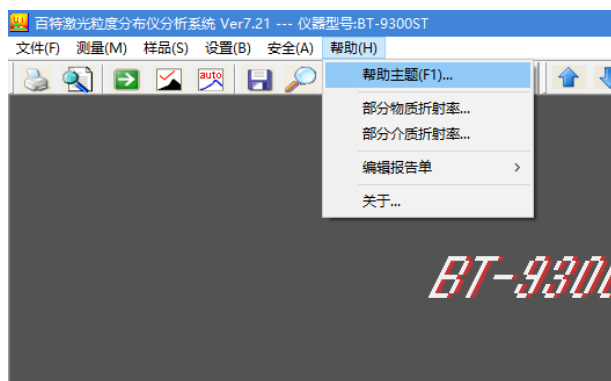 百特激光粒度分布仪分析系统 Ver7.21 --- 仪器型号:BT-9300ST
文件(F) 测量(M) 样品(S) 设置(B) 安全(A) 帮助(H)
auto
帮助主题(F1)...
部分物质折射率...
部分介质折射率...
编辑报告单
关于...